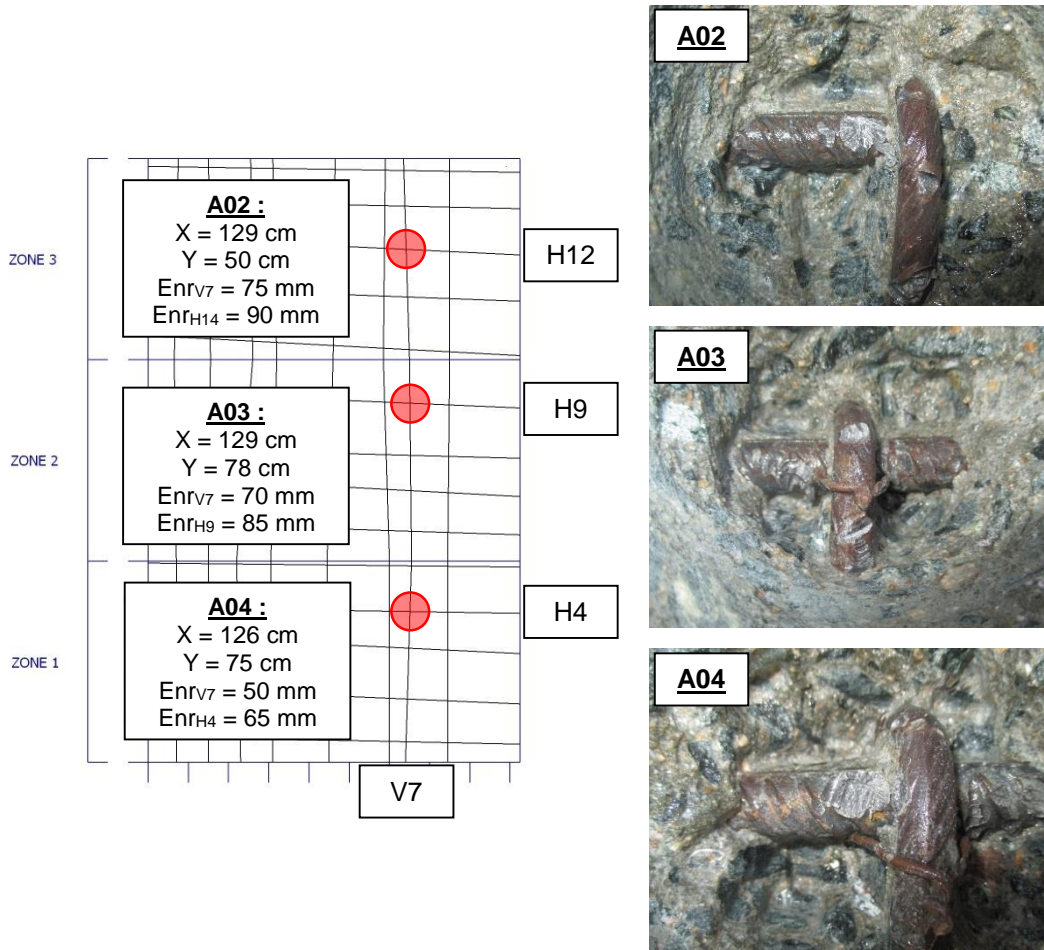 A02
A02 :
X = 129 cm
Y = 50 cm
EnrV7 = 75 mm
EnrH14 = 90 mm
ZONE 3
H12
A03
A03 :
X = 129 cm
Y = 78 cm
EnrV7 = 70 mm
EnrH9 = 85 mm
H9
ZONE 2
A04
A04 :
X = 126 cm
Y = 75 cm
EnrV7 = 50 mm
EnrH4 = 65 mm
H4
ZONE 1
V7